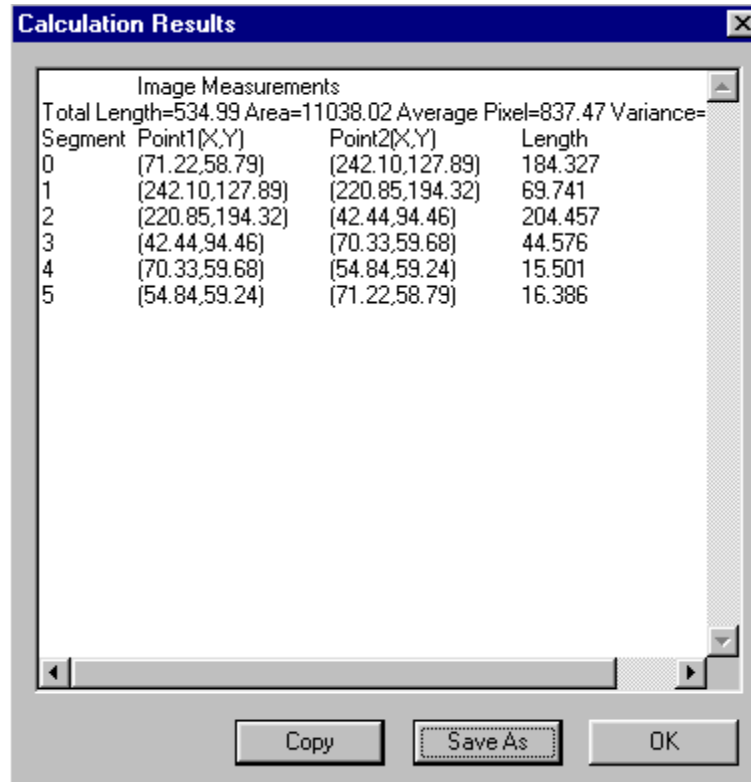 Calculation Results
Image Measurements
Total Length=534.99 Area=11038.02 Average Pixel=837.47 Variance=
Segment Point1(X,Y) Point2(X,Y) Length
0 (71.22,58.79) (242.10,127.89) 184.327
1 (242.10,127.89) (220.85,194.32) 69.741
2 (220.85,194.32) (42.44,94.46) 204.457
3 (42.44,94.46) (70.33,59.68) 44.576
4 (70.33,59.68) (54.84,59.24) 15.501
5 (54.84,59.24) (71.22,58.79) 16.386
Copy Save As OK